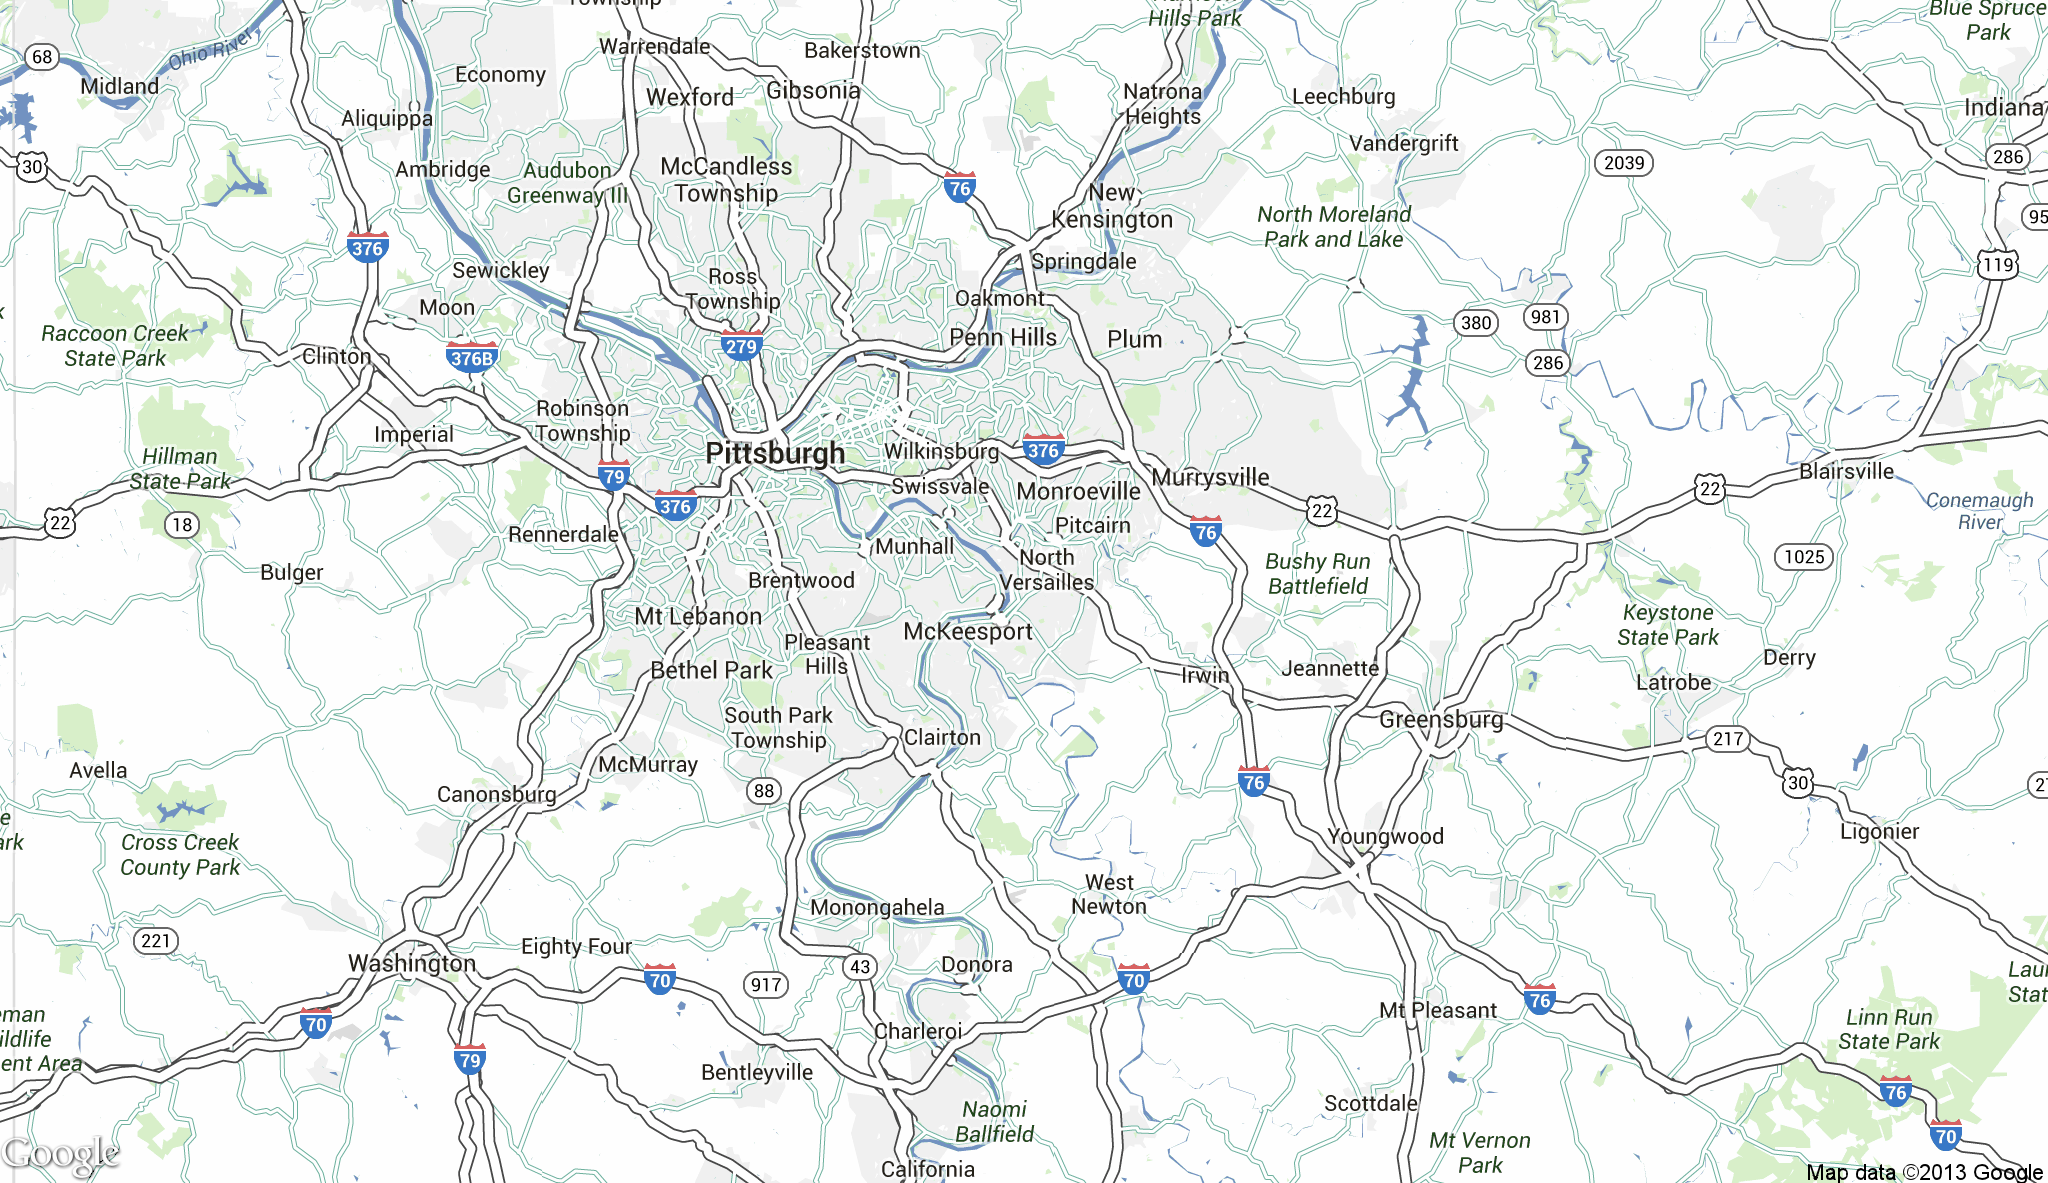 Township
Warrendale
Bakerstown
Hills Park
Blue Spruce
Park
Ohio River
68
Midland
Economy
Wexford
Gibsonia
Natrona
Heights
Leechburg
Indiana
Aliquippa
Vandergrift
30
Ambridge
Audubon
Greenway III
McCandless
Township
76
2039
286
New
Kensington
North Moreland
Park and Lake
95
376
Sewickley
Springdale
119
Moon
Ross
Township
Oakmont
Raccoon Creek
State Park
Clinton
376B
279
Penn Hills
Plum
380
981
286
Robinson
Township
Imperial
Pittsburgh
Wilkinsburg
376
Hillman
State Park
79
Swissvale
Monroeville
Murrysville
22
Blairsville
22
18
376
Pitcairn
76
22
Conemaugh
River
Rennerdale
Munhall
North
Versailles
Bushy Run
Battlefield
1025
Bulger
Brentwood
Mt Lebanon
McKeesport
Keystone
State Park
Pleasant
Hills
Bethel Park
Irwin
Jeannette
Derry
Latrobe
South Park
Township
Clairton
Greensburg
217
Avella
McMurray
Canonsburg
88
76
30
Cross Creek
County Park
Youngwood
Ligonier
West
Newton
Monongahela
221
Washington
Eighty Four
70
917
43
Donora
70
76
Mt Pleasant
70
Charleroi
Linn Run
State Park
79
Bentleyville
76
Naomi
Ballfield
Scottdale
70
Mt Vernon
Park
California
Google
Map data ©2013 Google